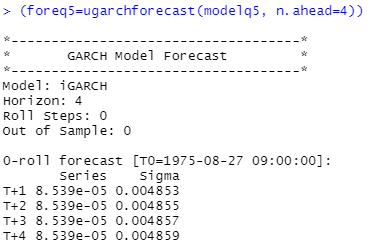 > (foreq5=ugarchforecast(modelq5, n.ahead=4))
*------------------------------------*
*       GARCH Model Forecast         *
*------------------------------------*
Model: iGARCH
Horizon: 4
Roll Steps: 0
Out of Sample: 0
0-roll forecast [T0=1975-08-27 09:00:00]:
       Series    Sigma
T+1 8.539e-05 0.004853
T+2 8.539e-05 0.004855
T+3 8.539e-05 0.004857
T+4 8.539e-05 0.004859